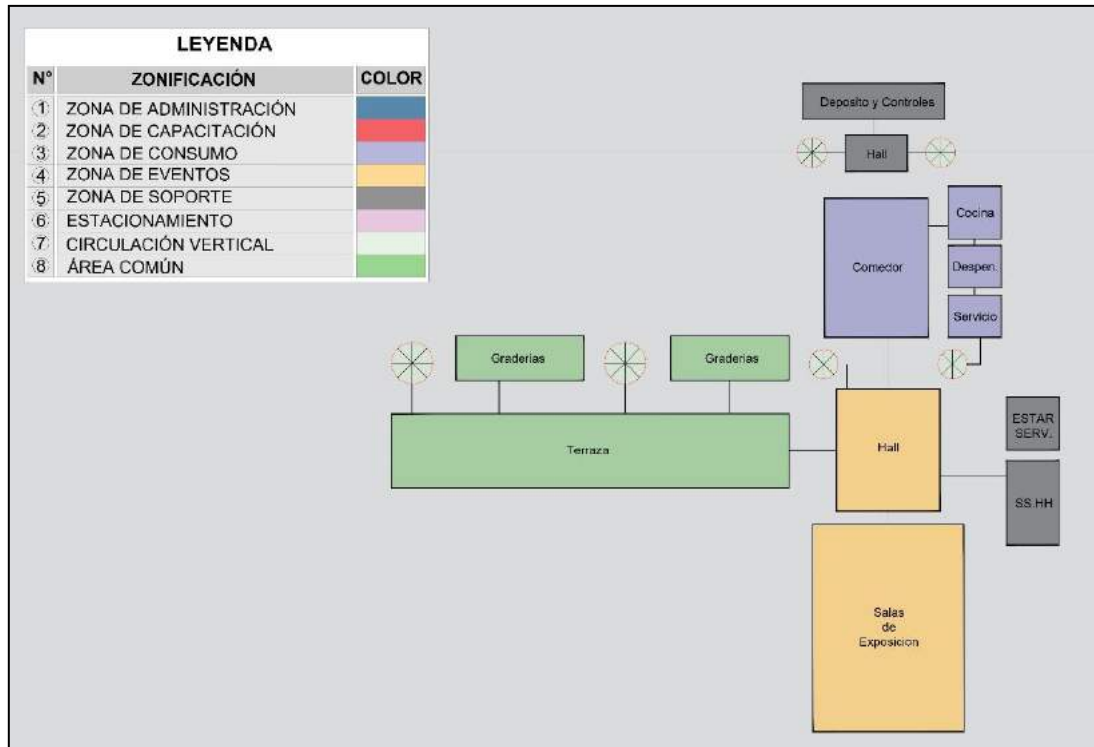 LEYENDA
N° ZONIFICACIÓN COLOR
1 ZONA DE ADMINISTRACIÓN
2 ZONA DE CAPACITACIÓN
3 ZONA DE CONSUMO
4 ZONA DE EVENTOS
5 ZONA DE SOPORTE
6 ESTACIONAMIENTO
7 CIRCULACIÓN VERTICAL
8 ÁREA COMÚN
Deposito y Controles
Hall
Cocina
Comedor
Despen.
Servicio
Graderias
Graderias
ESTAR
SERV.
Terraza
Hall
SS.HH
Salas
de
Exposicion